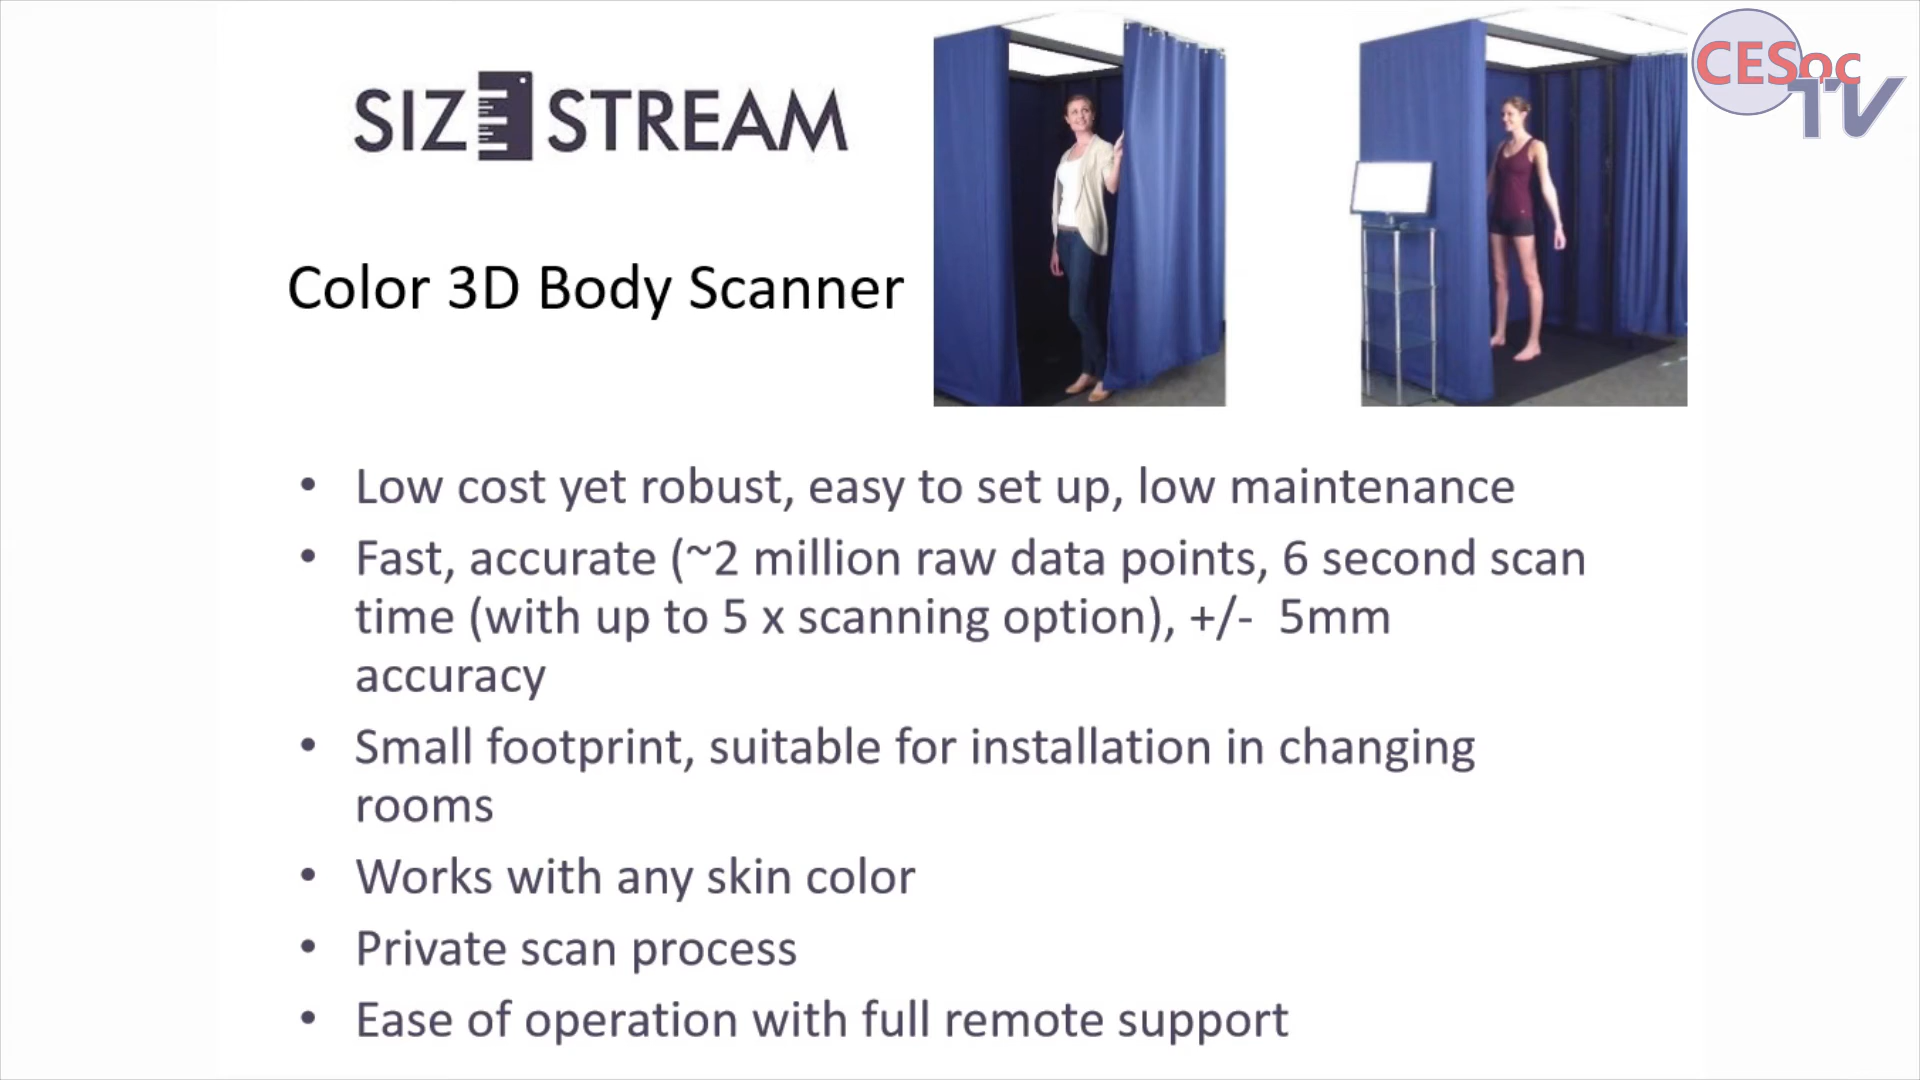 SIZE STREAM
CESoc
TV
Color 3D Body Scanner
• Low cost yet robust, easy to set up, low maintenance
• Fast, accurate (~2 million raw data points, 6 second scan
time (with up to 5 x scanning option), +/-  5mm
accuracy
• Small footprint, suitable for installation in changing
rooms
• Works with any skin color
• Private scan process
• Ease of operation with full remote support